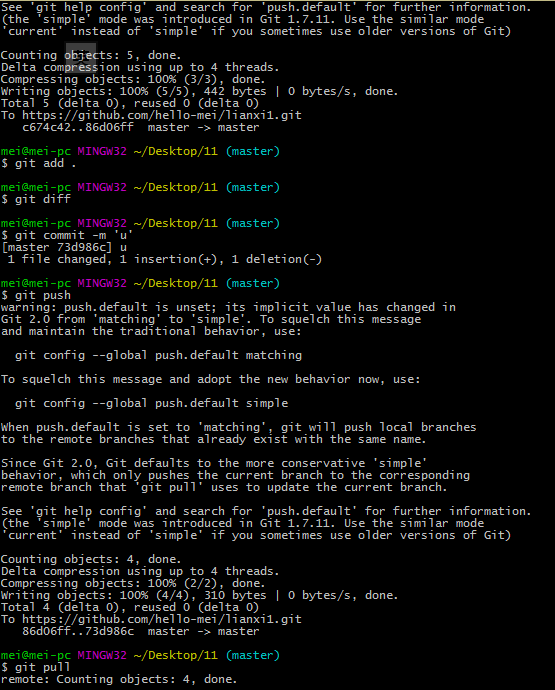 See 'git help config' and search for 'push.default' for further information.
(the 'simple' mode was introduced in Git 1.7.11. Use the similar mode
'current' instead of 'simple' if you sometimes use older versions of Git)
Counting objects: 5, done.
Delta compression using up to 4 threads.
Compressing objects: 100% (3/3), done.
Writing objects: 100% (5/5), 442 bytes | 0 bytes/s, done.
Total 5 (delta 0), reused 0 (delta 0)
To https://github.com/hello-mei/lianxi1.git
   c674c42..86d06ff  master -> master
mei@mei-pc MINGW32 ~/Desktop/11 (master)
$ git add .
mei@mei-pc MINGW32 ~/Desktop/11 (master)
$ git diff
mei@mei-pc MINGW32 ~/Desktop/11 (master)
$ git commit -m 'u'
[master 73d986c] u
 1 file changed, 1 insertion(+), 1 deletion(-)
mei@mei-pc MINGW32 ~/Desktop/11 (master)
$ git push
warning: push.default is unset; its implicit value has changed in
Git 2.0 from 'matching' to 'simple'. To squelch this message
and maintain the traditional behavior, use:
  git config --global push.default matching
To squelch this message and adopt the new behavior now, use:
  git config --global push.default simple
When push.default is set to 'matching', git will push local branches
to the remote branches that already exist with the same name.
Since Git 2.0, Git defaults to the more conservative 'simple'
behavior, which only pushes the current branch to the corresponding
remote branch that 'git pull' uses to update the current branch.
See 'git help config' and search for 'push.default' for further information.
(the 'simple' mode was introduced in Git 1.7.11. Use the similar mode
'current' instead of 'simple' if you sometimes use older versions of Git)
Counting objects: 4, done.
Delta compression using up to 4 threads.
Compressing objects: 100% (2/2), done.
Writing objects: 100% (4/4), 310 bytes | 0 bytes/s, done.
Total 4 (delta 0), reused 0 (delta 0)
To https://github.com/hello-mei/lianxi1.git
   86d06ff..73d986c  master -> master
mei@mei-pc MINGW32 ~/Desktop/11 (master)
$ git pull
remote: Counting objects: 4, done.